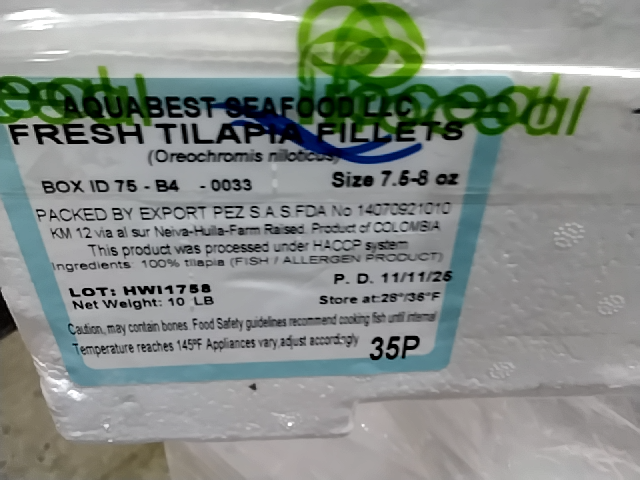 AQUABEST SEAFOOD LLC
FRESH TILAPIA FILLETS
(Oreochromis niloticus)
BOX ID 75 - B4 - 0033
Size 7.5-8 oz
PACKED BY EXPORT PEZ S.A.S.FDA No 14070921010
KM 12 via al sur Neiva-Huila-Farm Raised. Product of COLOMBIA
This product was processed under HACCP system
Ingredients: 100% tilapia (FISH / ALLERGEN PRODUCT)
LOT: HWI1758
P. D. 11/11/25
Net Weight: 10 LB
Store at:28°/36°F
Caution, may contain bones. Food Safety guidelines recommend cooking fish until internal
Temperature reaches 145ºF Appliances vary,adjust accordingly
35P